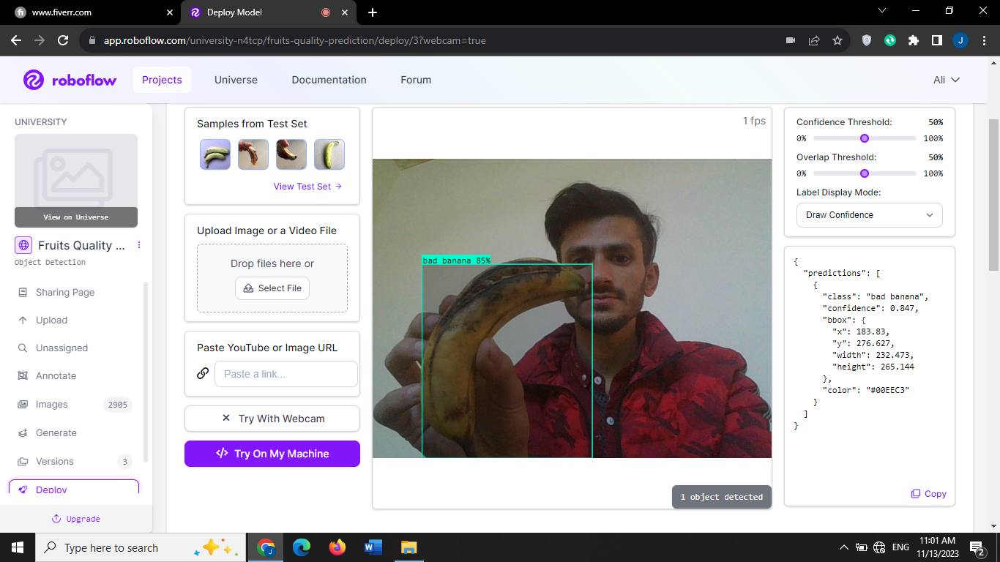 www.fiverr.com
Deploy Model
app.roboflow.com/university-n4tcp/fruits-quality-prediction/deploy/3?webcam=true
J
roboflow
Projects
Universe
Documentation
Forum
Ali
UNIVERSITY
View on Universe
Fruits Quality ...
Object Detection
Sharing Page
Upload
Unassigned
Annotate
Images 2905
Generate
Versions 3
Deploy
Upgrade
Samples from Test Set
View Test Set →
Upload Image or a Video File
Drop files here or
Select File
Paste YouTube or Image URL
Paste a link...
Try With Webcam
Try On My Machine
1 fps
bad banana 85%
1 object detected
Confidence Threshold: 50%
0% 100%
Overlap Threshold: 50%
0% 100%
Label Display Mode:
Draw Confidence
{
"predictions": [
{
"class": "bad banana",
"confidence": 0.847,
"bbox": {
"x": 183.83,
"y": 276.627,
"width": 232.473,
"height": 265.144
},
"color": "#00EEC3"
}
]
}
Copy
Type here to search
ENG
11:01 AM
11/13/2023
2